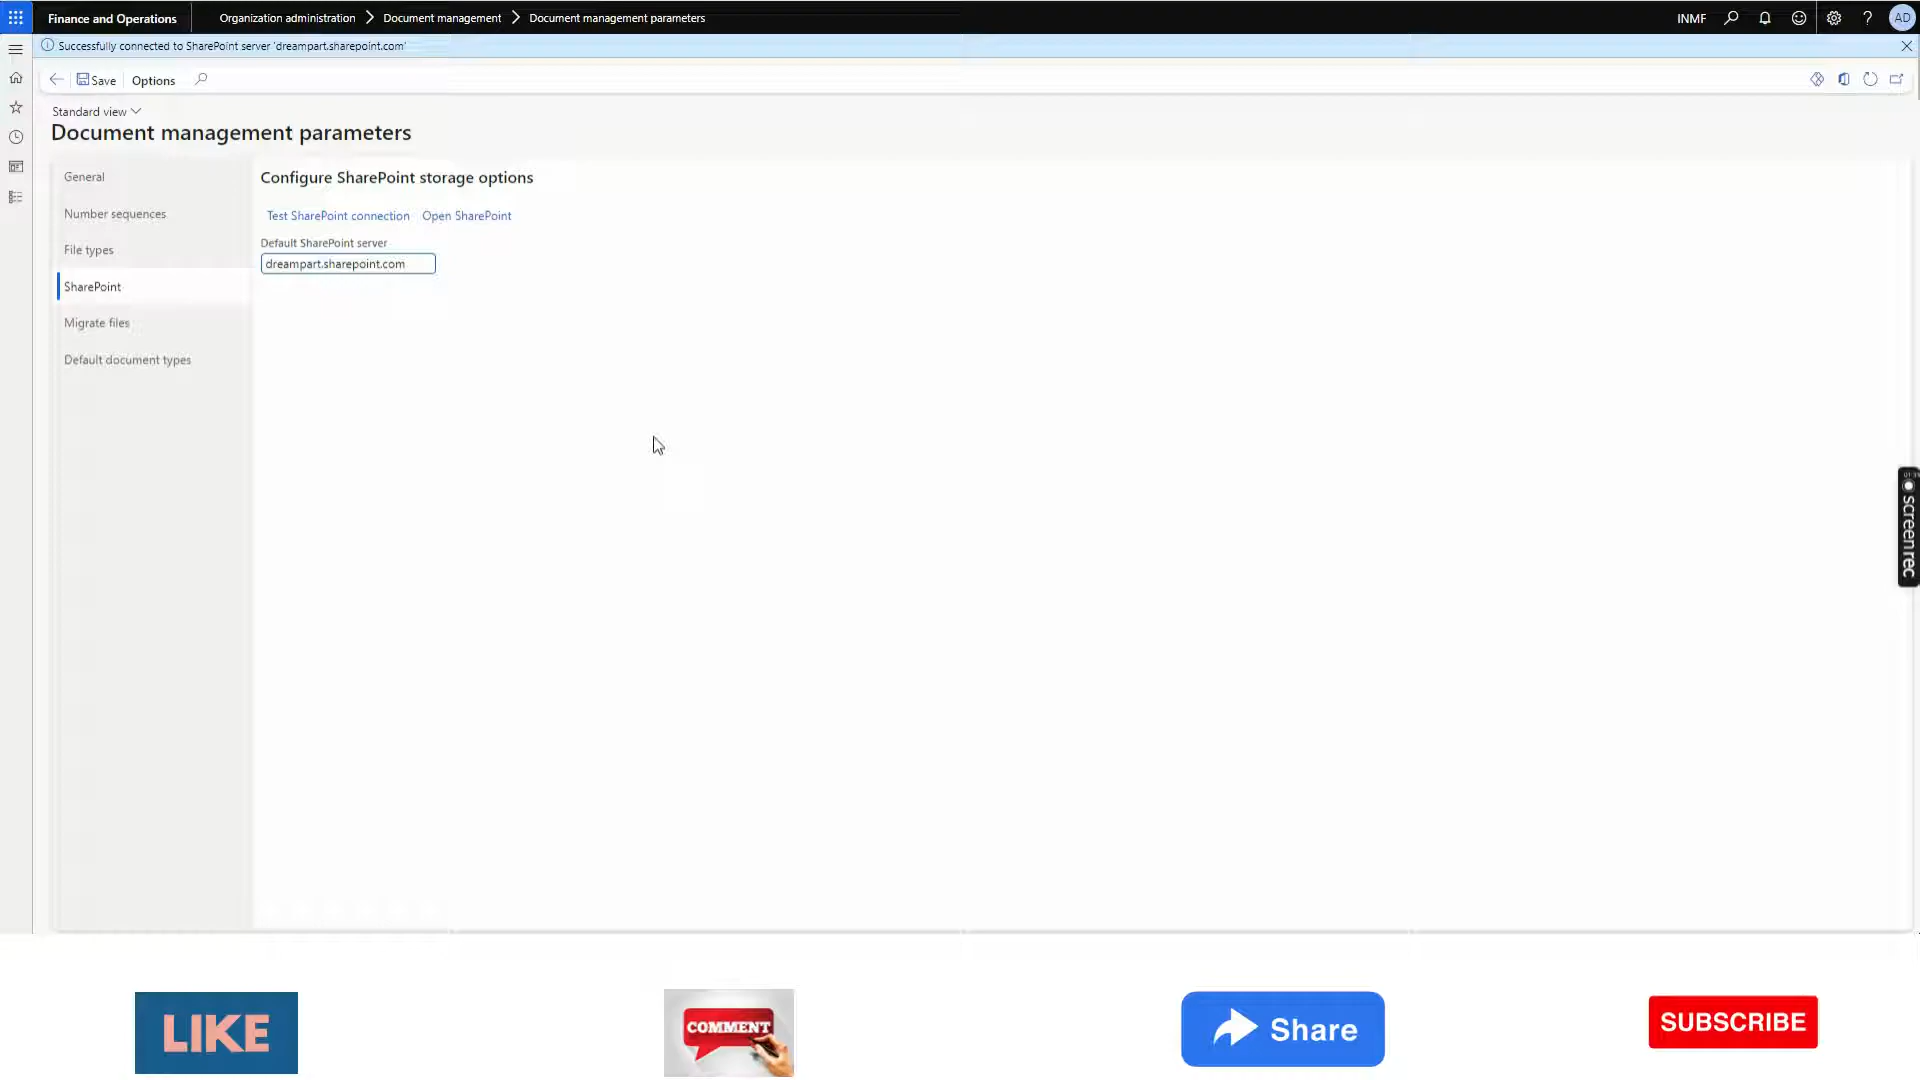 Finance and Operations
Organization administration
Document management
Document management parameters
INMF
AD
Successfully connected to SharePoint server 'dreampart.sharepoint.com'
Save
Options
Standard view
Document management parameters
General
Number sequences
File types
SharePoint
Migrate files
Default document types
Configure SharePoint storage options
Test SharePoint connection
Open SharePoint
Default SharePoint server
dreampart.sharepoint.com
screenrec
LIKE
COMMENT
Share
SUBSCRIBE